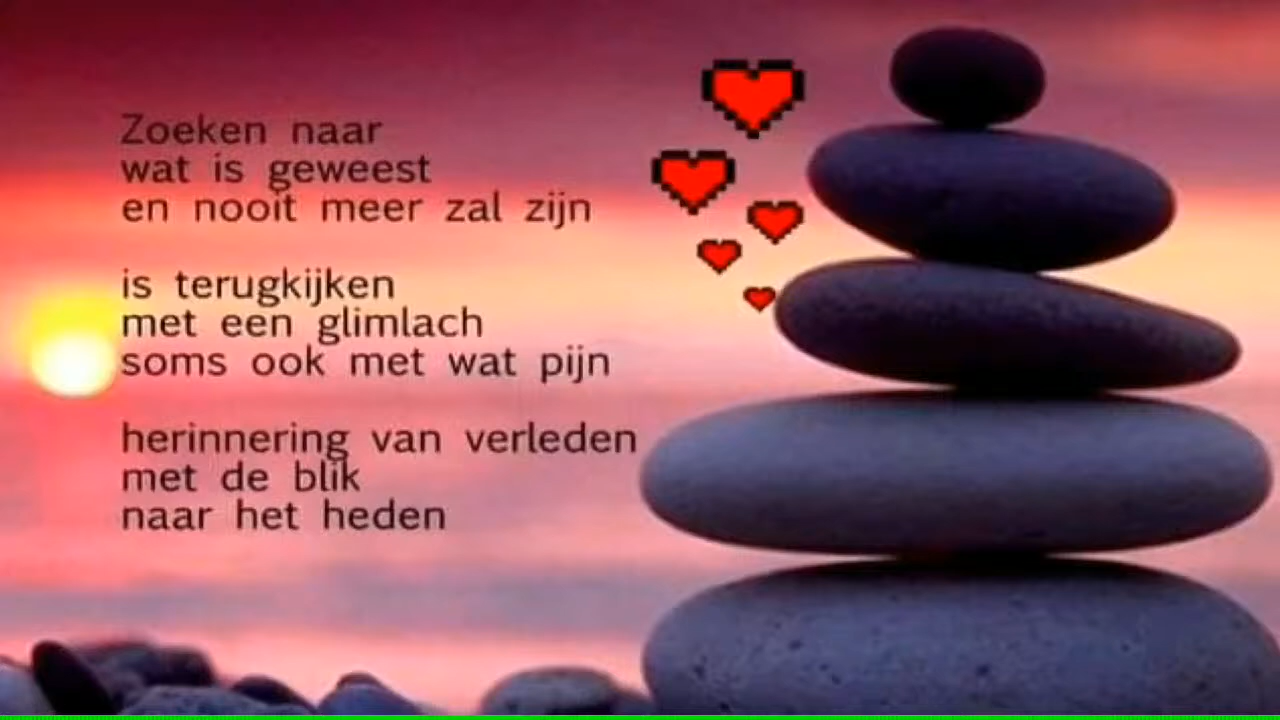 Zoeken naar
wat is geweest
en nooit meer zal zijn
is terugkijken
met een glimlach
soms ook met wat pijn
herinnering van verleden
met de blik
naar het heden